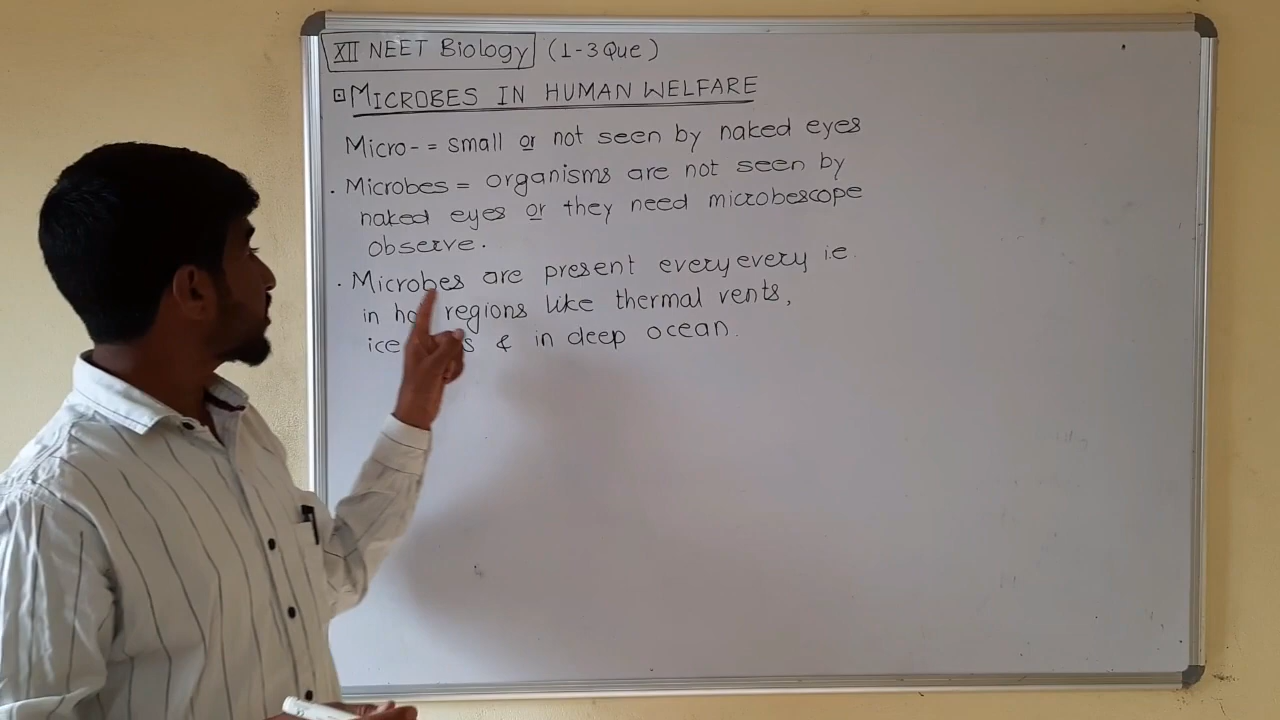 XII NEET Biology (1-3 Que)
MICROBES IN HUMAN WELFARE
Micro- = small or not seen by naked eyes
. Microbes = organisms are not seen by
naked eyes or they need microbescope
observe.
. Microbes are present everyevery i.e.
in regions like thermal vents,
ice & in deep ocean.